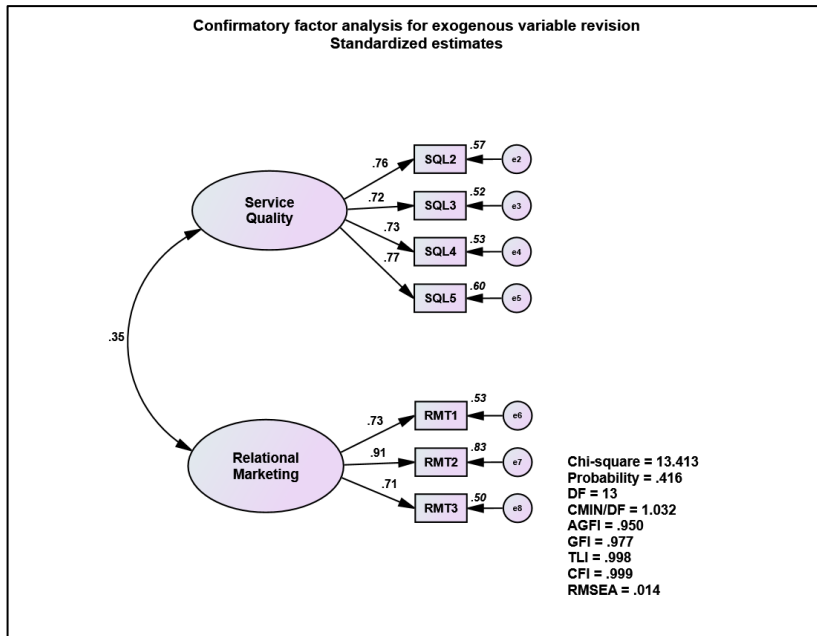 Confirmatory factor analysis for exogenous variable revision
Standardized estimates
.57
.76
SQL2
e2
.52
.72
SQL3
e3
Service
Quality
.53
.73
SQL4
e4
.77
.60
SQL5
e5
.35
.53
.73
RMT1
e6
.83
.91
RMT2
e7
Relational
Marketing
.50
.71
RMT3
e8
Chi-square = 13.413
Probability = .416
DF = 13
CMIN/DF = 1.032
AGFI = .950
GFI = .977
TLI = .998
CFI = .999
RMSEA = .014